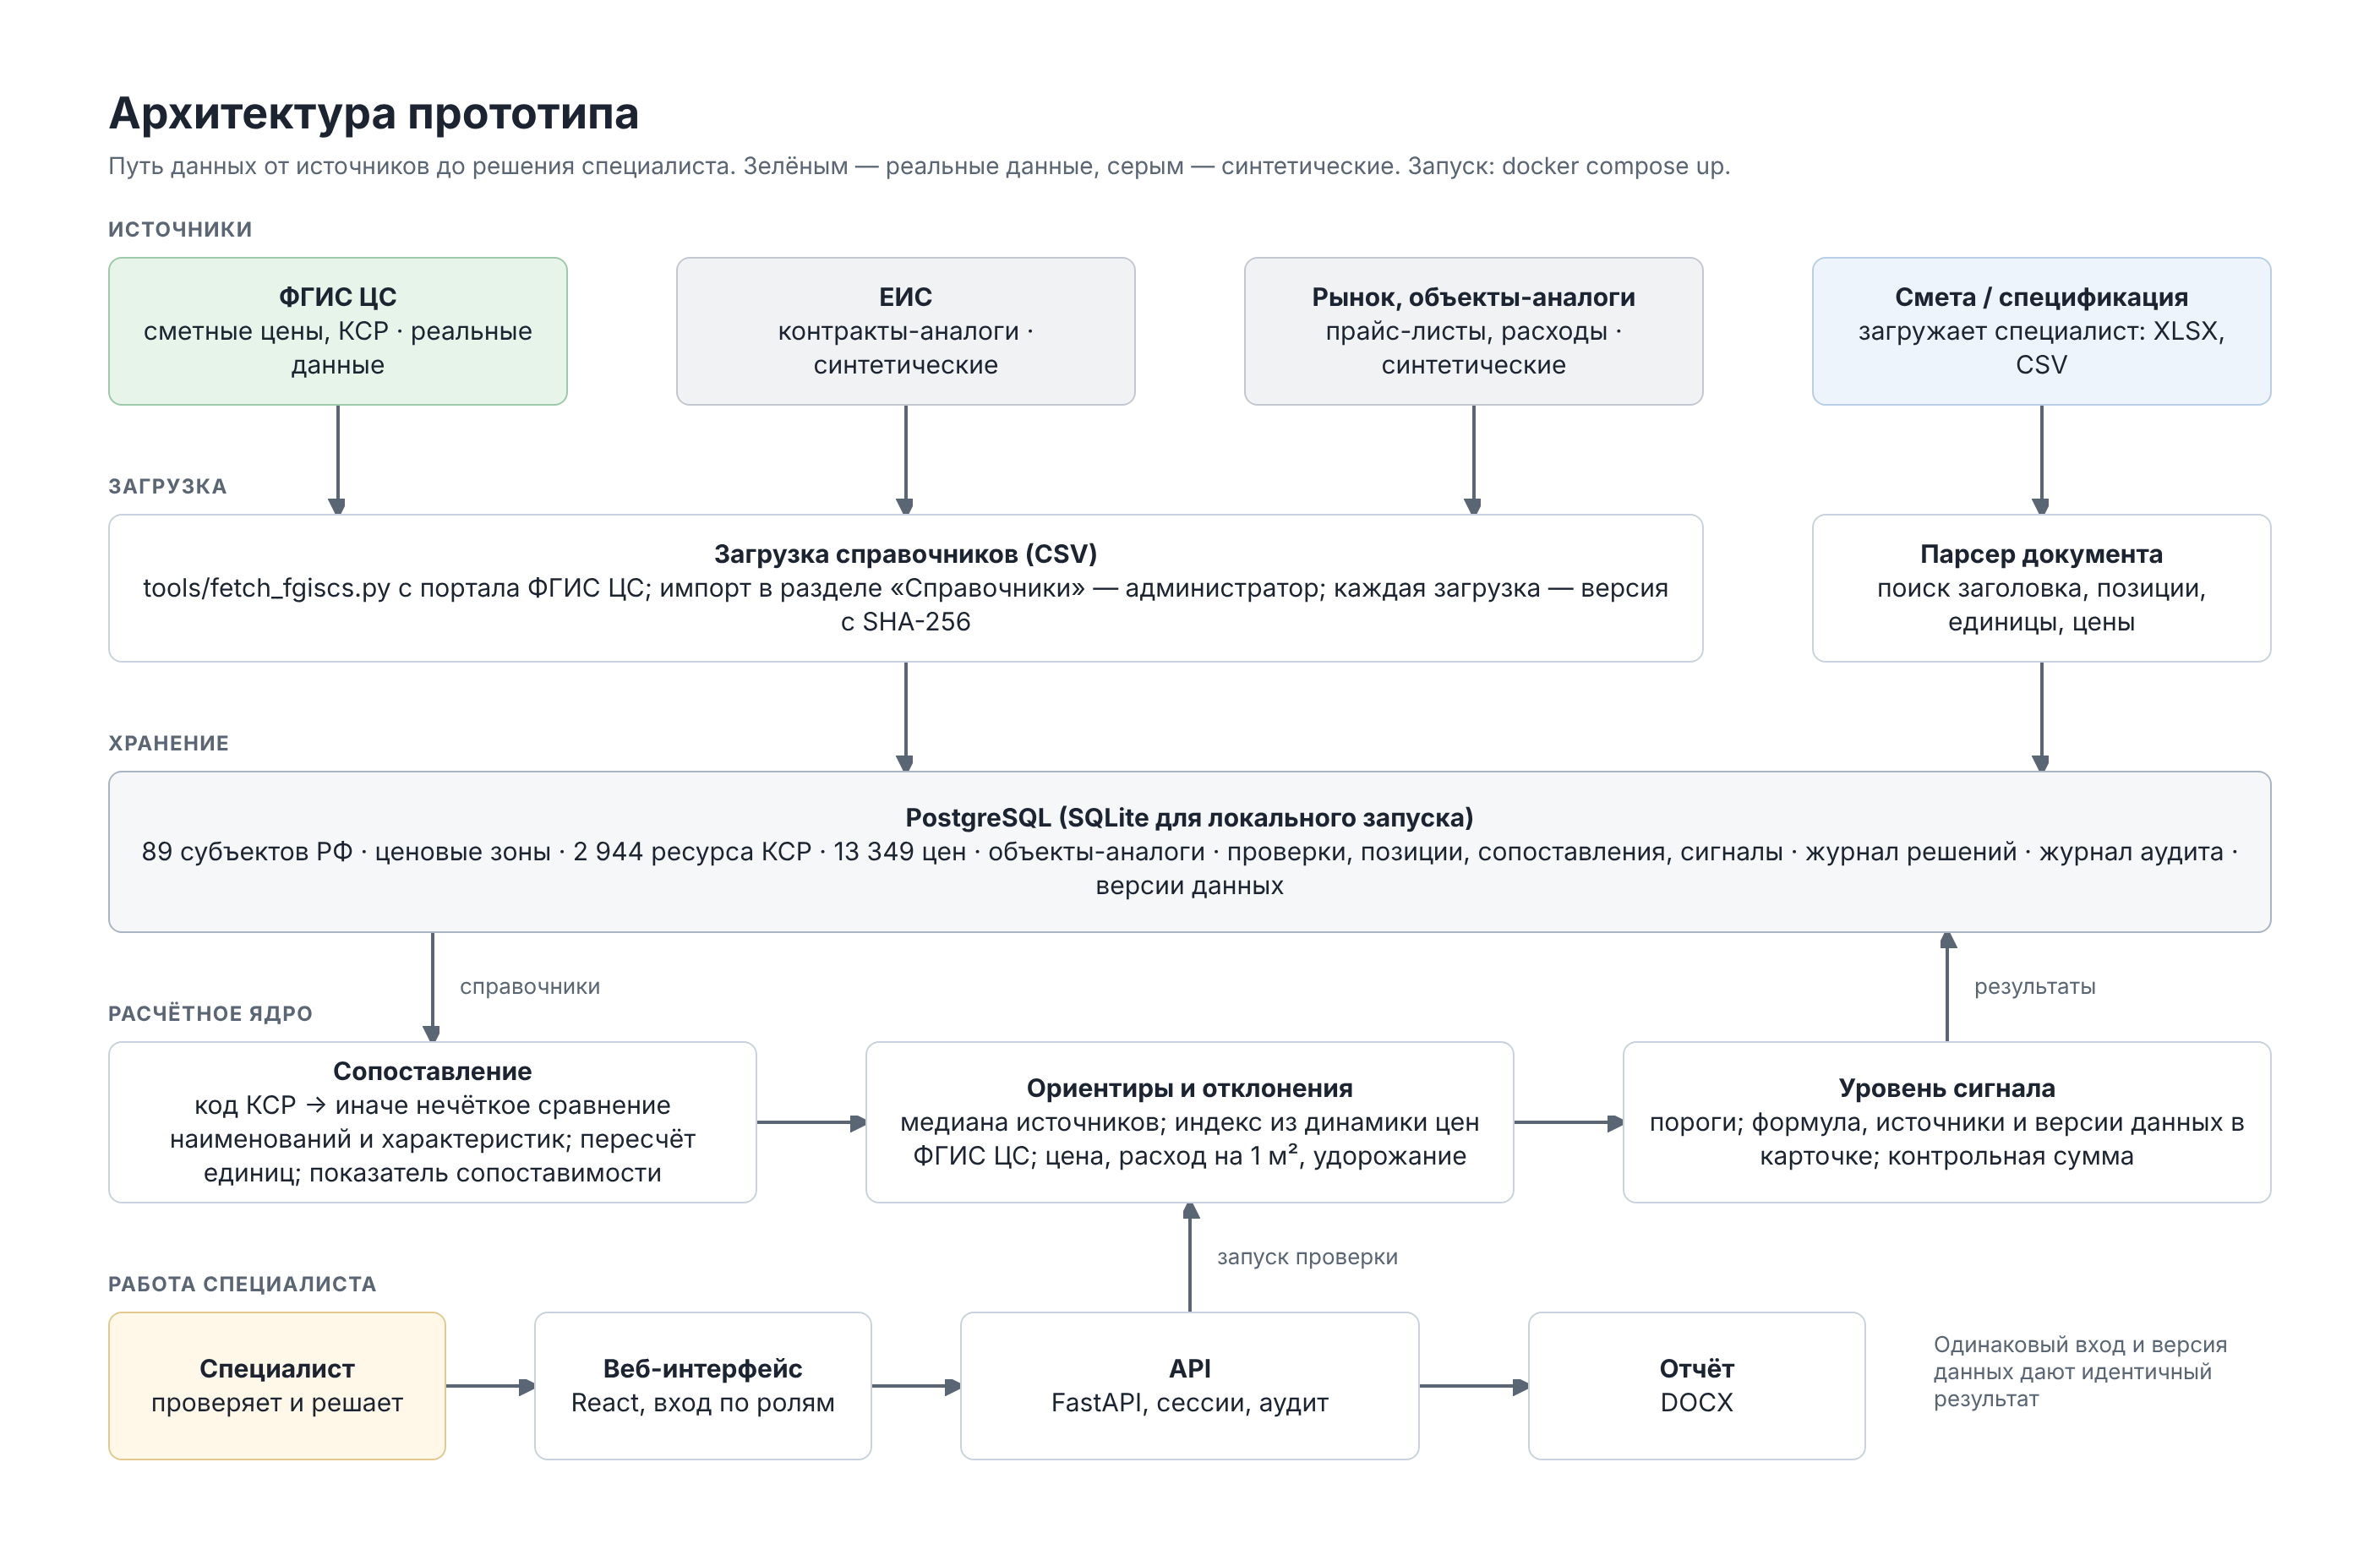 Архитектура прототипа
Путь данных от источников до решения специалиста. Зелёным — реальные данные, серым — синтетические. Запуск: docker compose up.
ИСТОЧНИКИ
ФГИС ЦС
сметные цены, КСР · реальные
данные
ЕИС
контракты-аналоги ·
синтетические
Рынок, объекты-аналоги
прайс-листы, расходы ·
синтетические
Смета / спецификация
загружает специалист: XLSX,
CSV
ЗАГРУЗКА
Загрузка справочников (CSV)
tools/fetch_fgiscs.py с портала ФГИС ЦС; импорт в разделе «Справочники» — администратор; каждая загрузка — версия
с SHA-256
Парсер документа
поиск заголовка, позиции,
единицы, цены
ХРАНЕНИЕ
PostgreSQL (SQLite для локального запуска)
89 субъектов РФ · ценовые зоны · 2 944 ресурса КСР · 13 349 цен · объекты-аналоги · проверки, позиции, сопоставления, сигналы · журнал решений · журнал аудита ·
версии данных
справочники
результаты
РАСЧЁТНОЕ ЯДРО
Сопоставление
код КСР → иначе нечёткое сравнение
наименований и характеристик; пересчёт
единиц; показатель сопоставимости
Ориентиры и отклонения
медиана источников; индекс из динамики цен
ФГИС ЦС; цена, расход на 1 м², удорожание
Уровень сигнала
пороги; формула, источники и версии данных в
карточке; контрольная сумма
запуск проверки
РАБОТА СПЕЦИАЛИСТА
Специалист
проверяет и решает
Веб-интерфейс
React, вход по ролям
API
FastAPI, сессии, аудит
Отчёт
DOCX
Одинаковый вход и версия
данных дают идентичный
результат